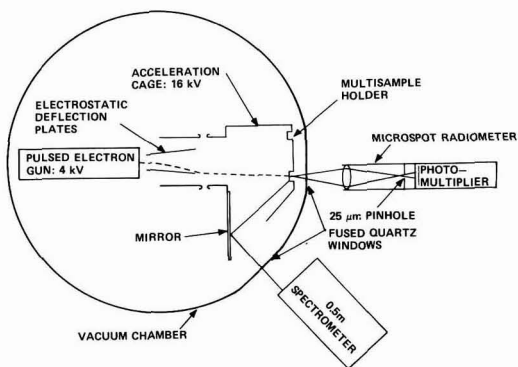 ACCELERATION
CAGE: 16 kV
MULTISAMPLE
HOLDER
ELECTROSTATIC
DEFLECTION
PLATES
MICROSPOT RADIOMETER
PULSED ELECTRON
GUN: 4 kV
PHOTO-
MULTIPLIER
25 μm PINHOLE
FUSED QUARTZ
WINDOWS
MIRROR
0.5m
SPECTROMETER
VACUUM CHAMBER